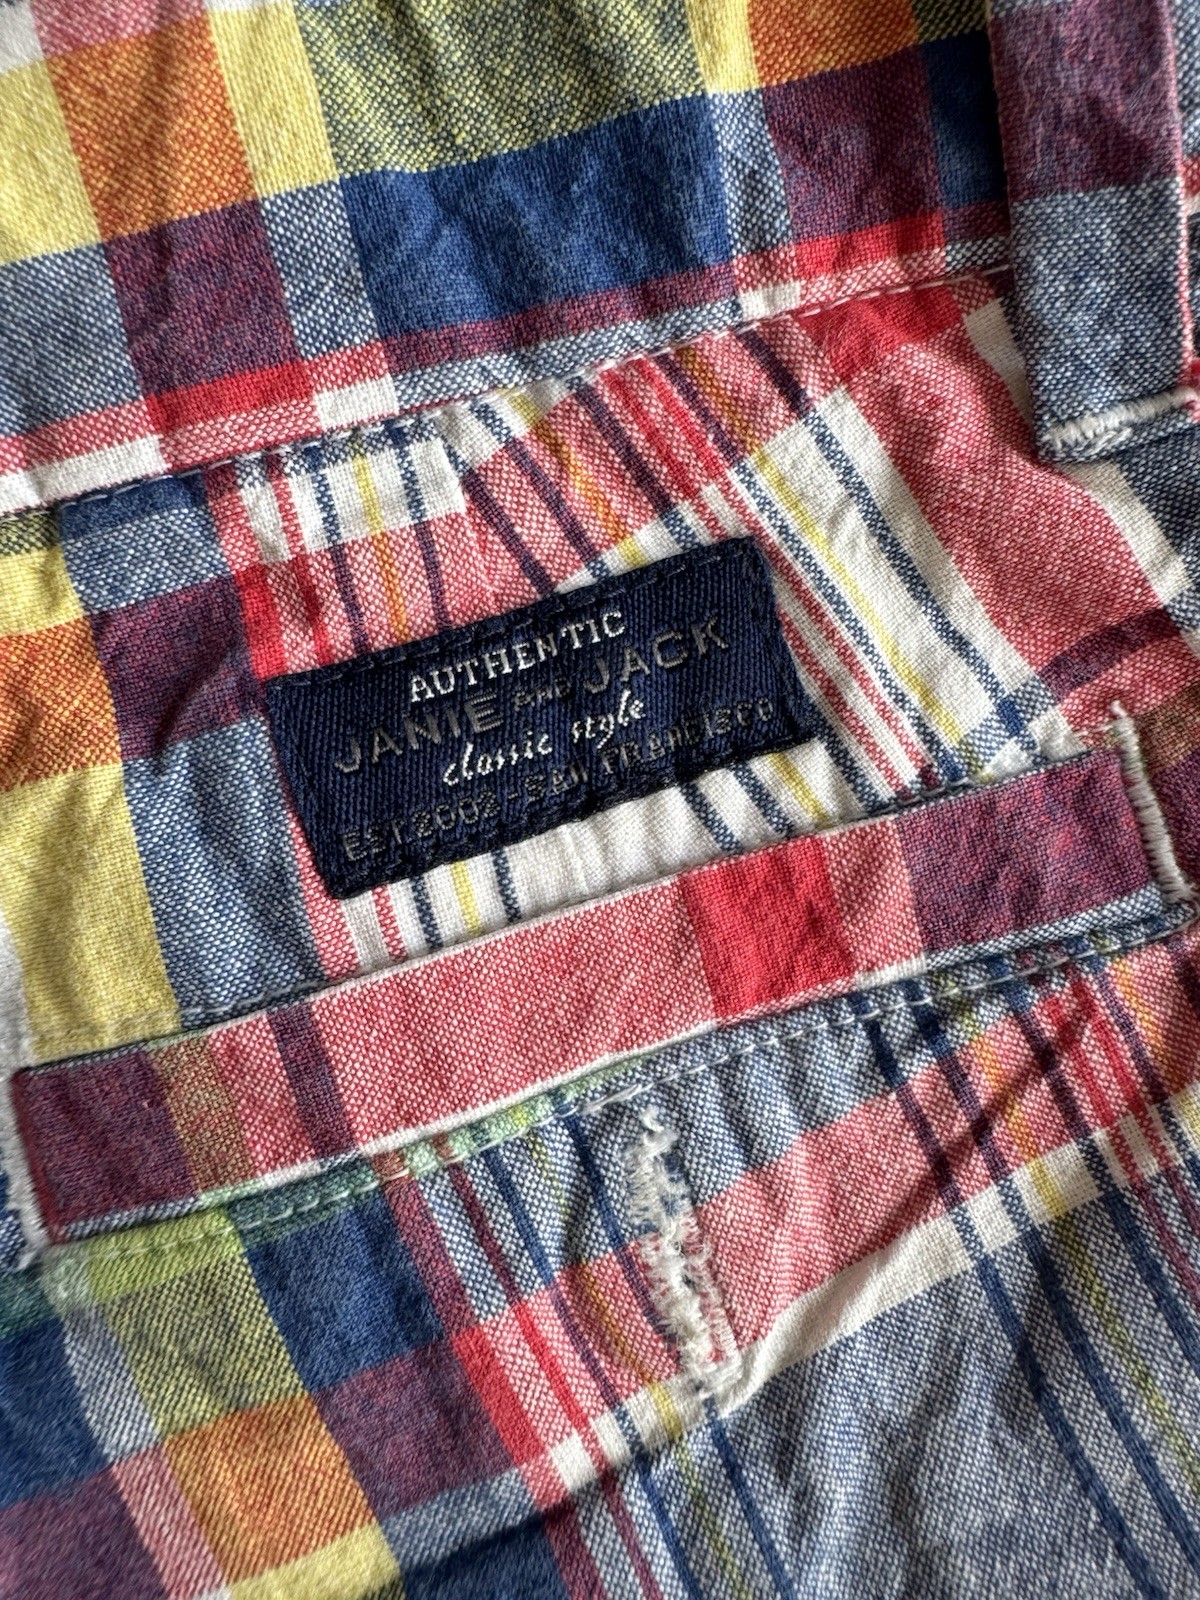 AUTHENTIC
JANIE AND JACK
classic style
EST. 2002 - SAN FRANCISCO